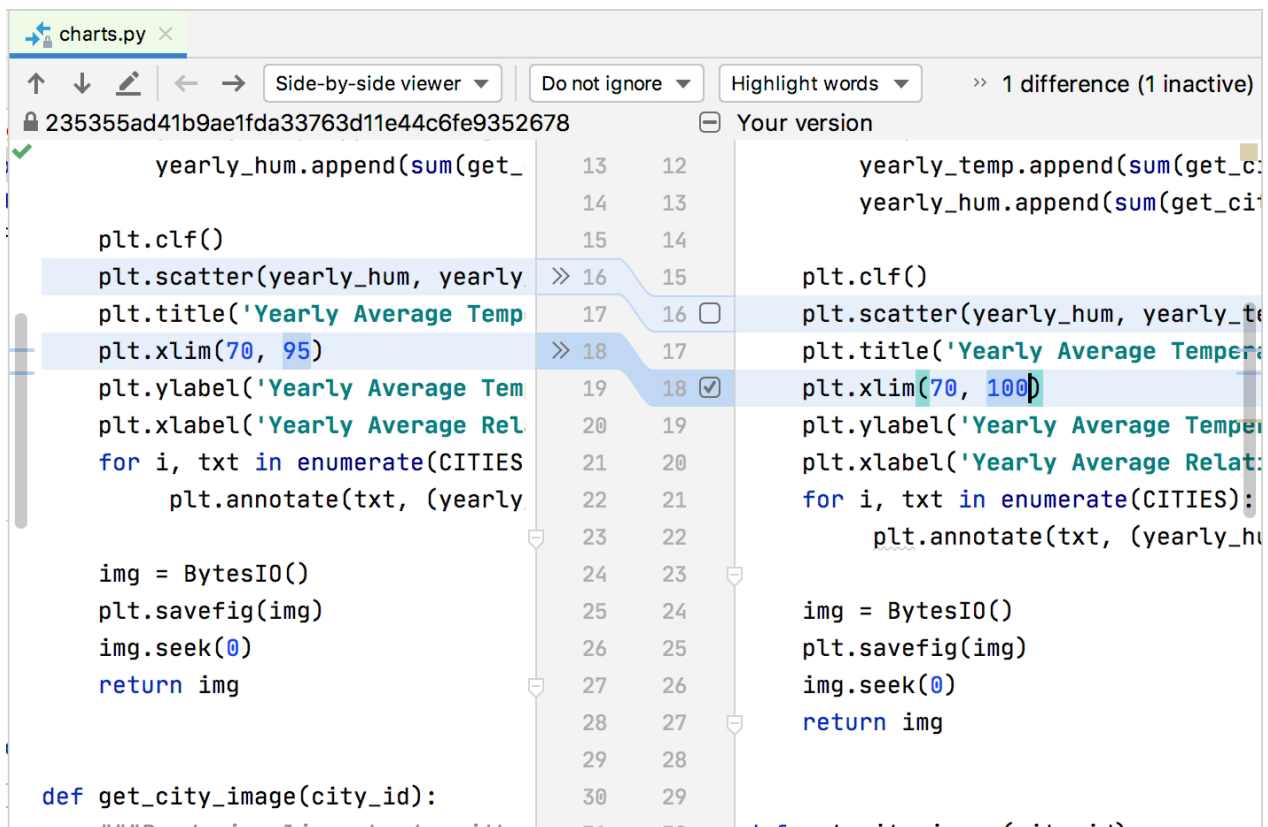 charts.py
Side-by-side viewer Do not ignore Highlight words 1 difference (1 inactive)
235355ad41b9ae1fda33763d11e44c6fe9352678 Your version
yearly_hum.append(sum(get_ 13 12 yearly_temp.append(sum(get_ci
14 13 yearly_hum.append(sum(get_cit
plt.clf() 15 14
plt.scatter(yearly_hum, yearly_ 16 15 plt.clf()
plt.title('Yearly Average Temp 17 16 plt.scatter(yearly_hum, yearly_te
plt.xlim(70, 95) 18 17 plt.title('Yearly Average Tempera
plt.ylabel('Yearly Average Tem 19 18 plt.xlim(70, 100)
plt.xlabel('Yearly Average Rel 20 19 plt.ylabel('Yearly Average Temper
for i, txt in enumerate(CITIES 21 20 plt.xlabel('Yearly Average Relat
plt.annotate(txt, (yearly_ 22 21 for i, txt in enumerate(CITIES):
23 22 plt.annotate(txt, (yearly_hu
img = BytesIO() 24 23
plt.savefig(img) 25 24 img = BytesIO()
img.seek(0) 26 25 plt.savefig(img)
return img 27 26 img.seek(0)
28 27 return img
29 28
def get_city_image(city_id): 30 29